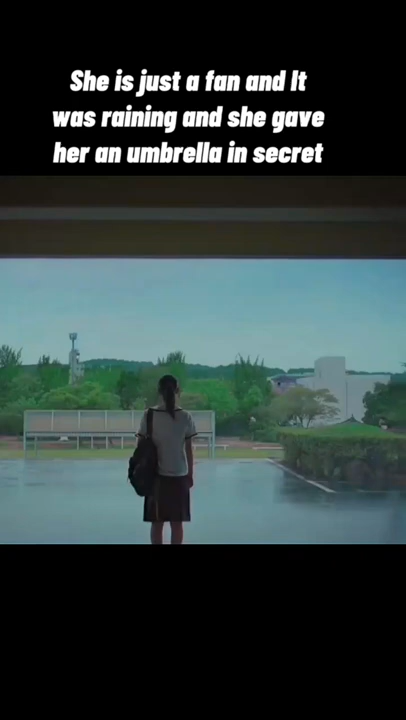 She is just a fan and It
was raining and she gave
her an umbrella in secret